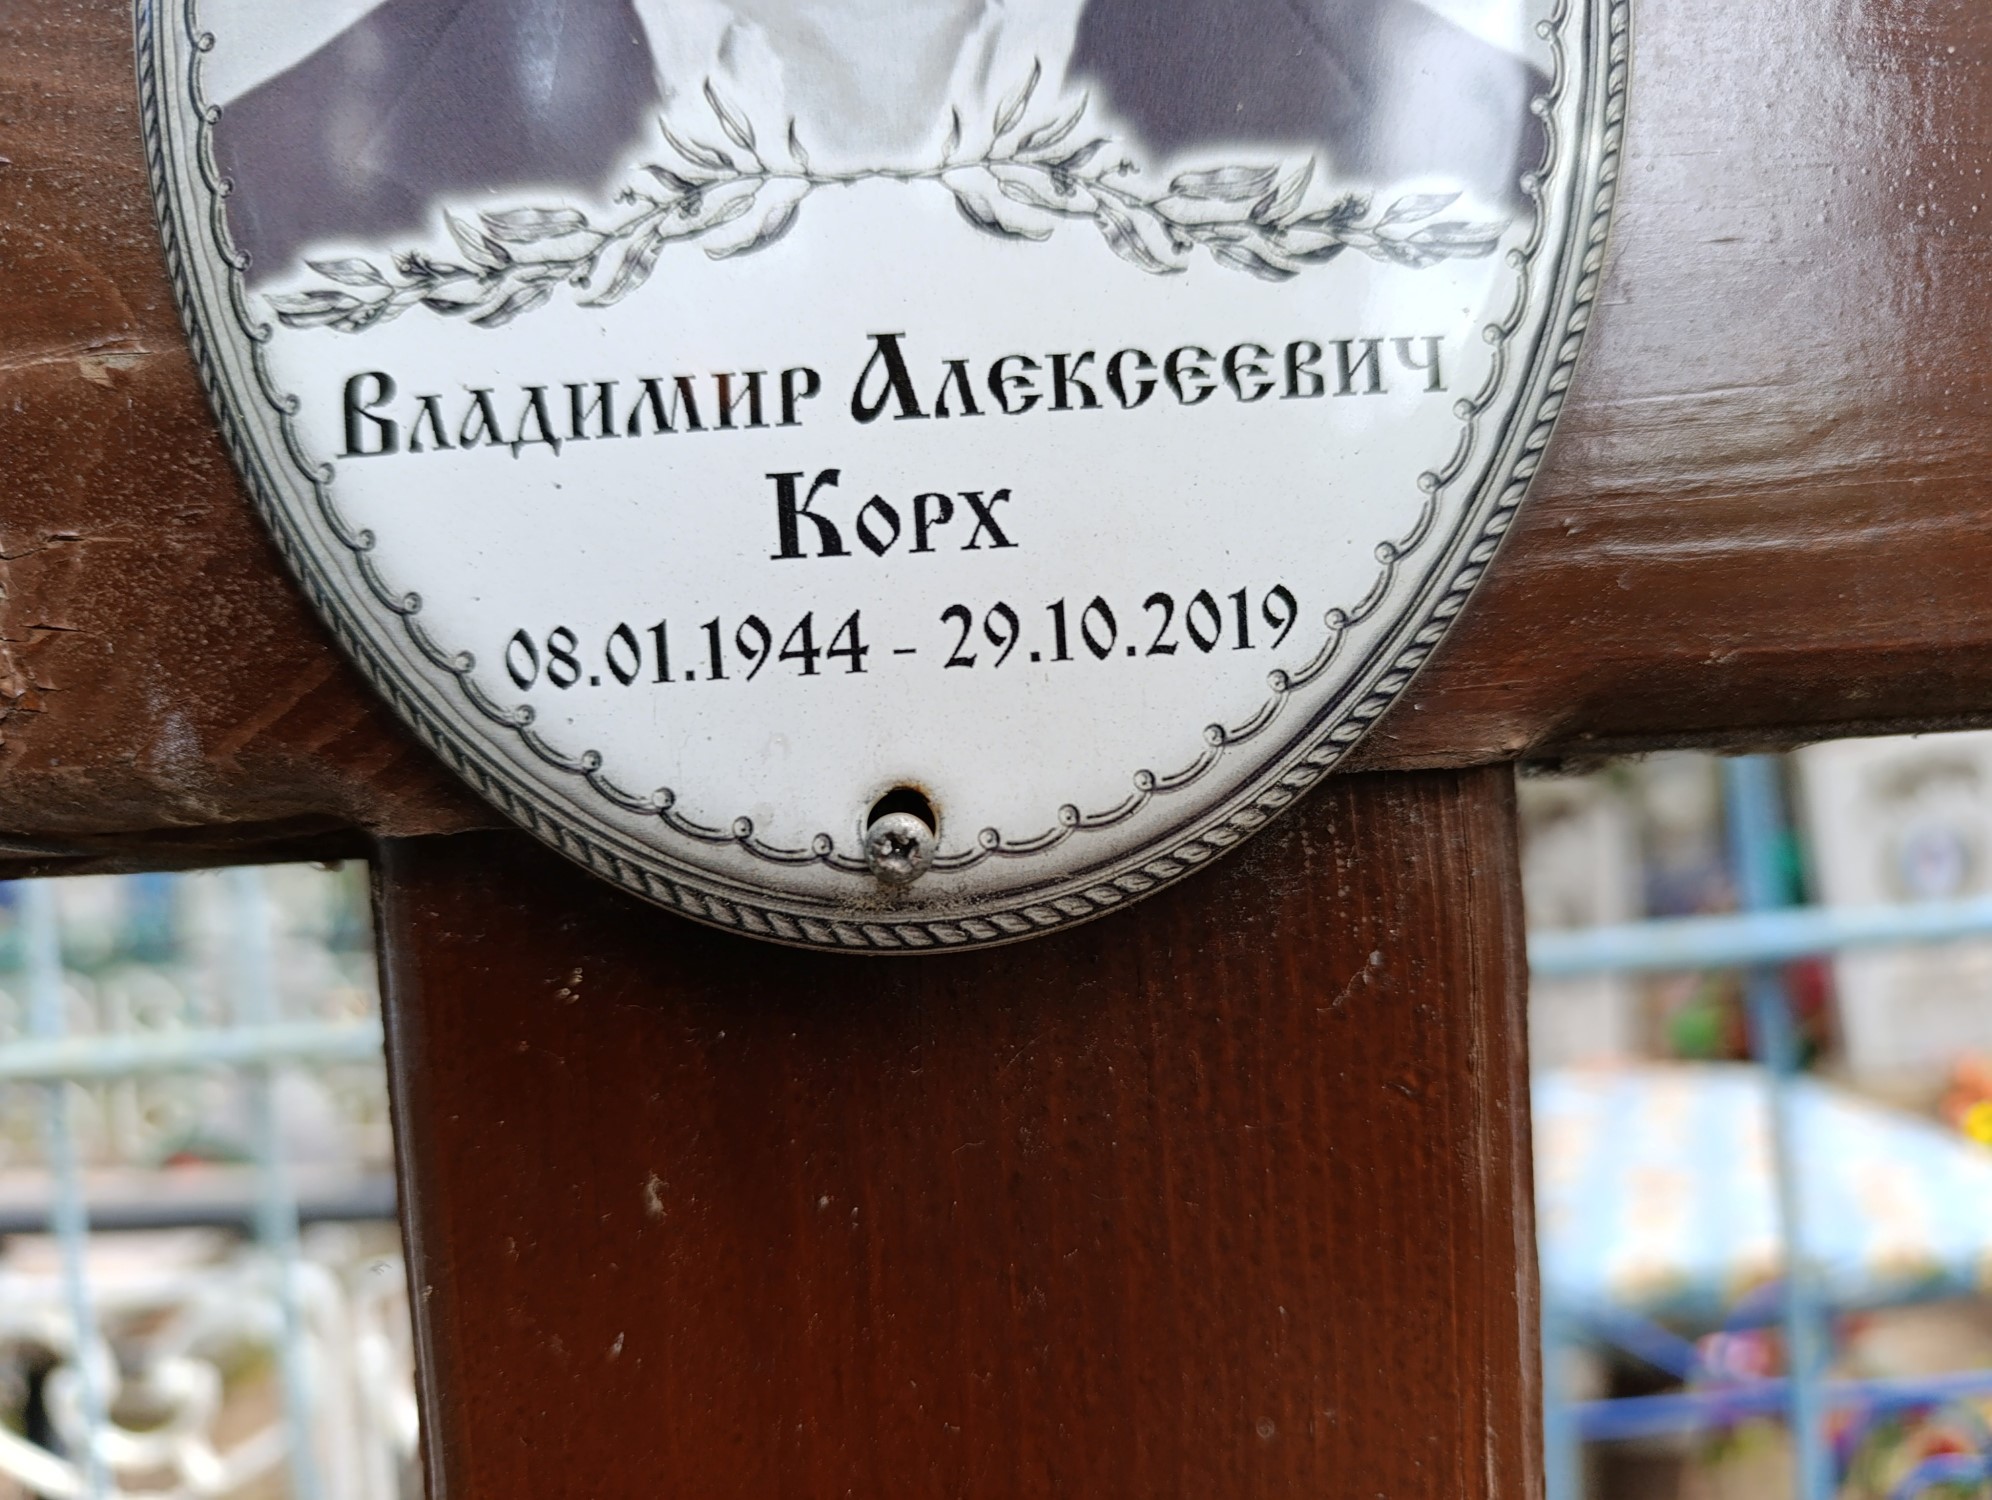 Владимир Алексеевич
Корх
08.01.1944 - 29.10.2019